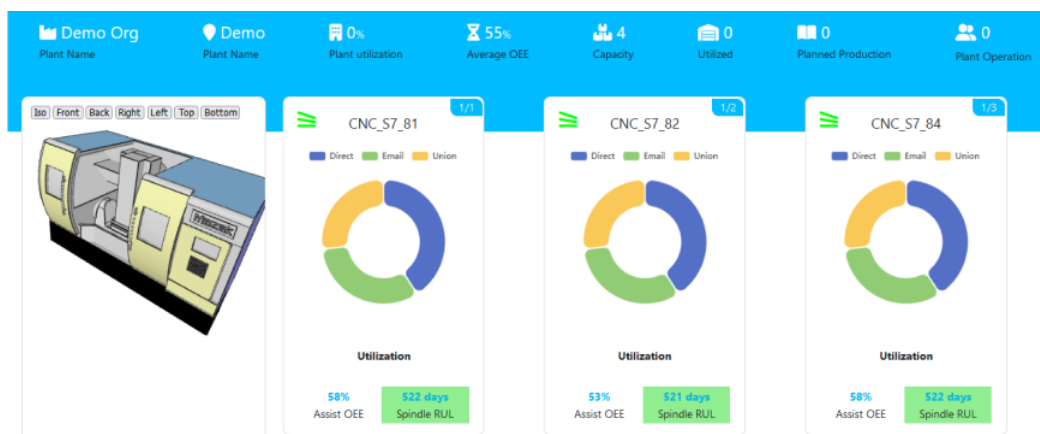 Demo Org
Plant Name
Demo
Plant Name
0%
Plant utilization
55%
Average OEE
4
Capacity
0
Utilized
0
Planned Production
0
Plant Operation
Iso Front Back Right Left Top Bottom
Mazak
1/1
CNC_S7_81
Direct Email Union
Utilization
58%
Assist OEE
522 days
Spindle RUL
1/2
CNC_S7_82
Direct Email Union
Utilization
53%
Assist OEE
521 days
Spindle RUL
1/3
CNC_S7_84
Direct Email Union
Utilization
58%
Assist OEE
522 days
Spindle RUL